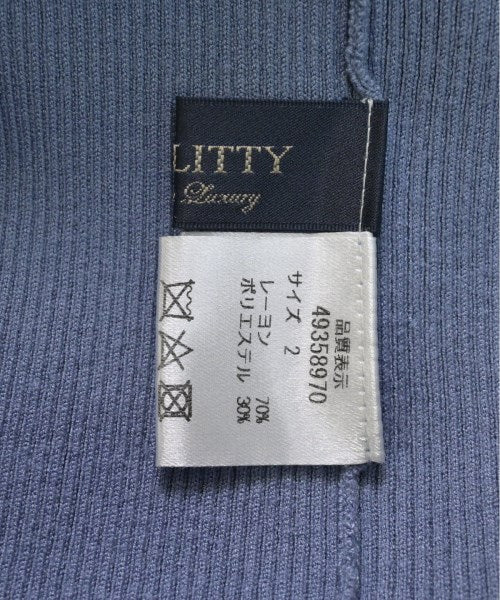 LITTY
Luxury
品質表示
49358970
サイズ 2
レーヨン 70%
ポリエステル 30%